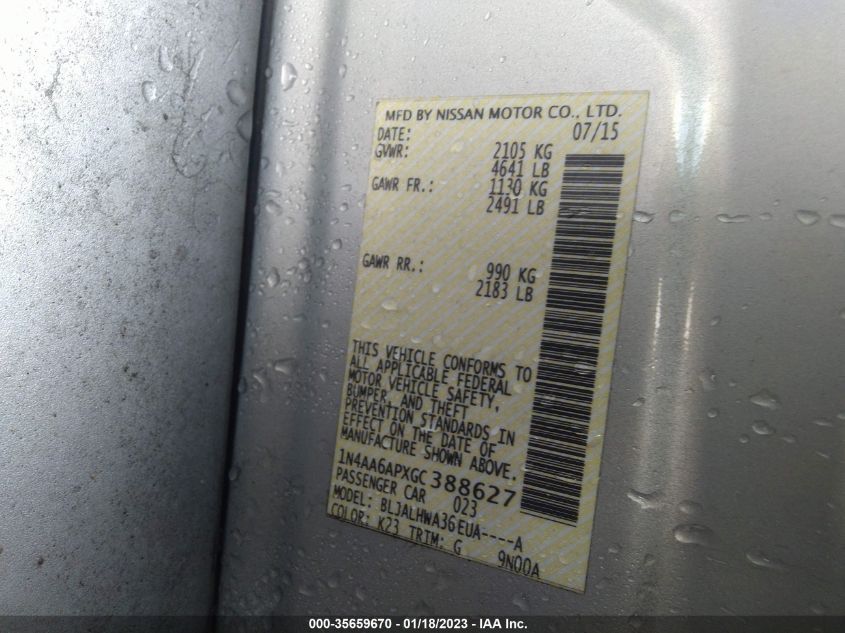 MFD BY NISSAN MOTOR CO., LTD.
DATE: 07/15
GVWR: 2105 KG
4641 LB
GAWR FR.: 1130 KG
2491 LB
GAWR RR.: 990 KG
2183 LB
THIS VEHICLE CONFORMS TO
ALL APPLICABLE FEDERAL
MOTOR VEHICLE SAFETY,
BUMPER, AND THEFT
PREVENTION STANDARDS IN
EFFECT ON THE DATE OF
MANUFACTURE SHOWN ABOVE.
1N4AA6APXGC388627
PASSENGER CAR 023
MODEL: BLJALHWA36EUA----A
COLOR: K23 TRIM: G 9N00A
000-35659670 - 01/18/2023 - IAA Inc.